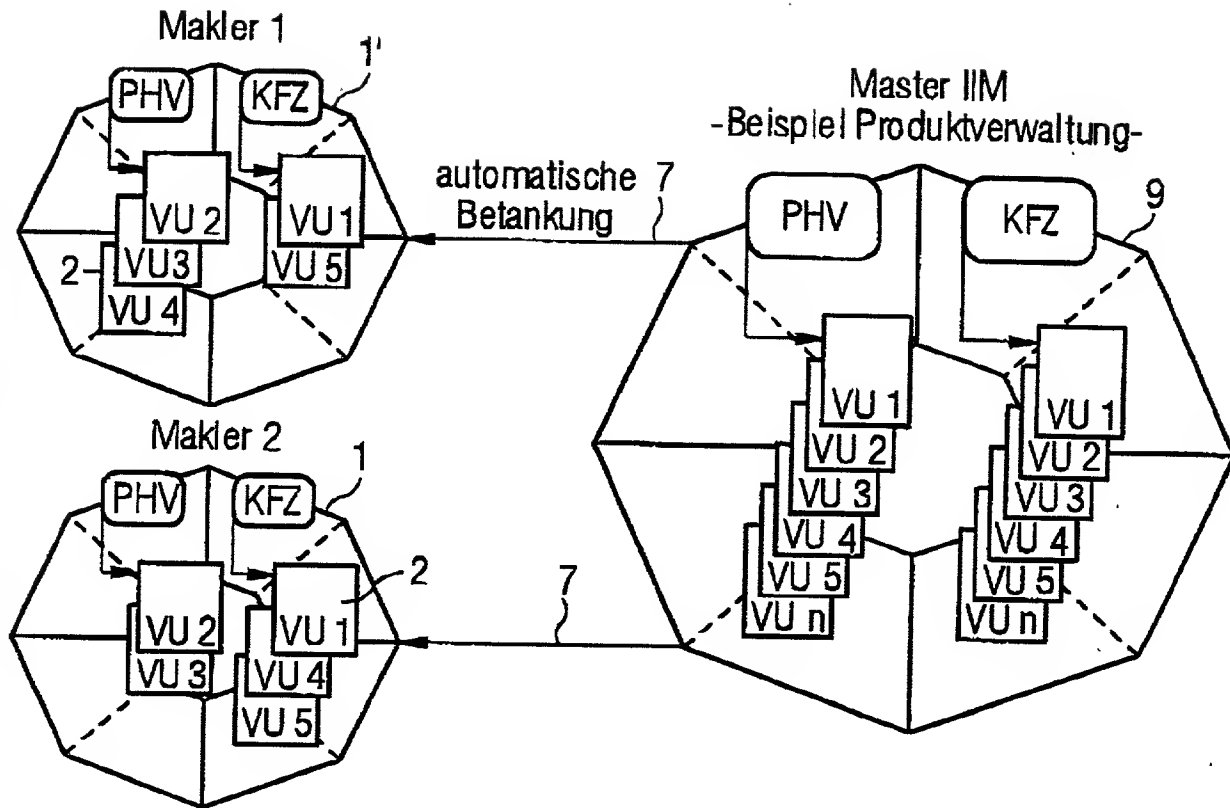 Makler 1
1'
PHV
KFZ
VU 2
VU 3
VU 4
2
VU 1
VU 5
automatische
Betankung
7
Master IIM
-Beispiel Produktverwaltung-
PHV
KFZ
9
VU 1
VU 2
VU 3
VU 4
VU 5
VU n
VU 1
VU 2
VU 3
VU 4
VU 5
VU n
Makler 2
1
PHV
KFZ
2
VU 2
VU 3
VU 1
VU 4
VU 5
7